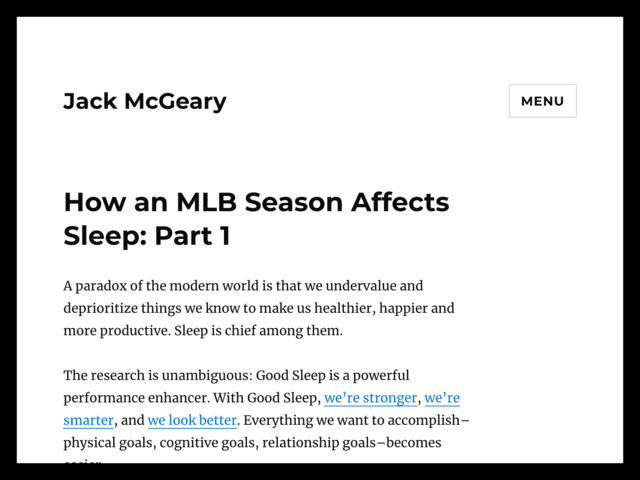 Jack McGeary
MENU
How an MLB Season Affects
Sleep: Part 1
A paradox of the modern world is that we undervalue and
deprioritize things we know to make us healthier, happier and
more productive. Sleep is chief among them.
The research is unambiguous: Good Sleep is a powerful
performance enhancer. With Good Sleep, we’re stronger, we’re
smarter, and we look better. Everything we want to accomplish–
physical goals, cognitive goals, relationship goals–becomes